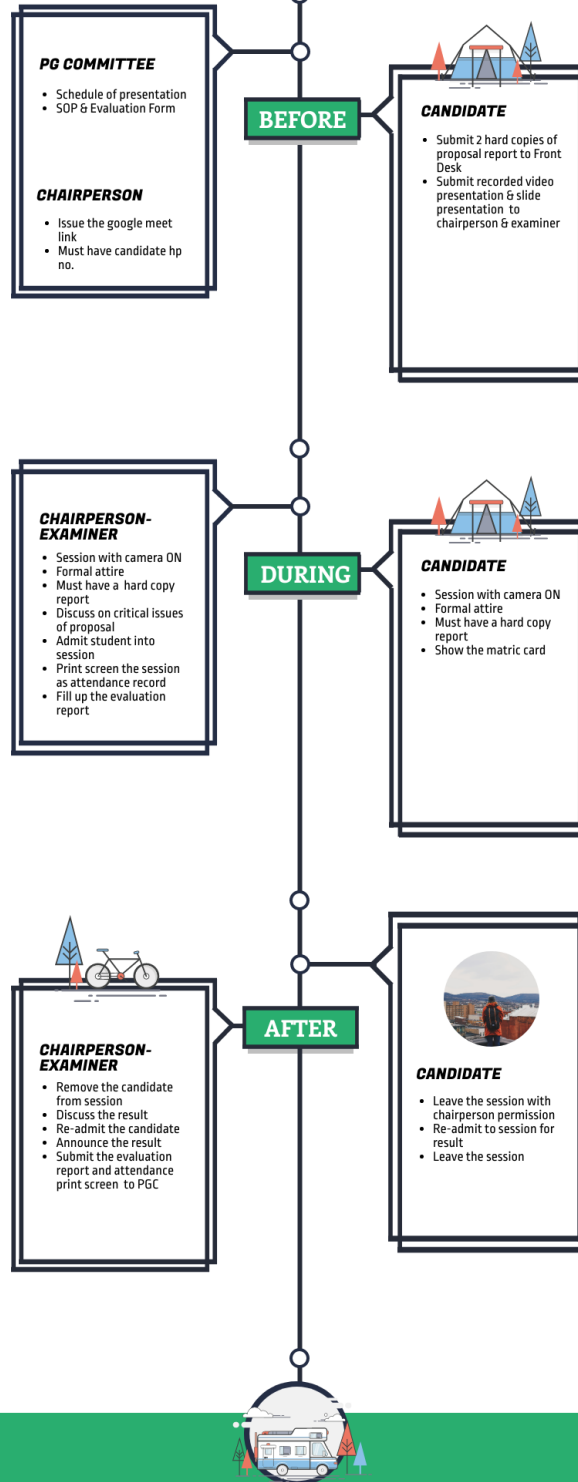 PG COMMITTEE
• Schedule of presentation
• SOP & Evaluation Form
CHAIRPERSON
• Issue the google meet
link
• Must have candidate hp
no.
BEFORE
CANDIDATE
• Submit 2 hard copies of
proposal report to Front
Desk
• Submit recorded video
presentation & slide
presentation to
chairperson & examiner
CHAIRPERSON-
EXAMINER
• Session with camera ON
• Formal attire
• Must have a hard copy
report
• Discuss on critical issues
of proposal
• Admit student into
session
• Print screen the session
as attendance record
• Fill up the evaluation
report
DURING
CANDIDATE
• Session with camera ON
• Formal attire
• Must have a hard copy
report
• Show the matric card
CHAIRPERSON-
EXAMINER
• Remove the candidate
from session
• Discuss the result
• Re-admit the candidate
• Announce the result
• Submit the evaluation
report and attendance
print screen to PGC
AFTER
CANDIDATE
• Leave the session with
chairperson permission
• Re-admit to session for
result
• Leave the session